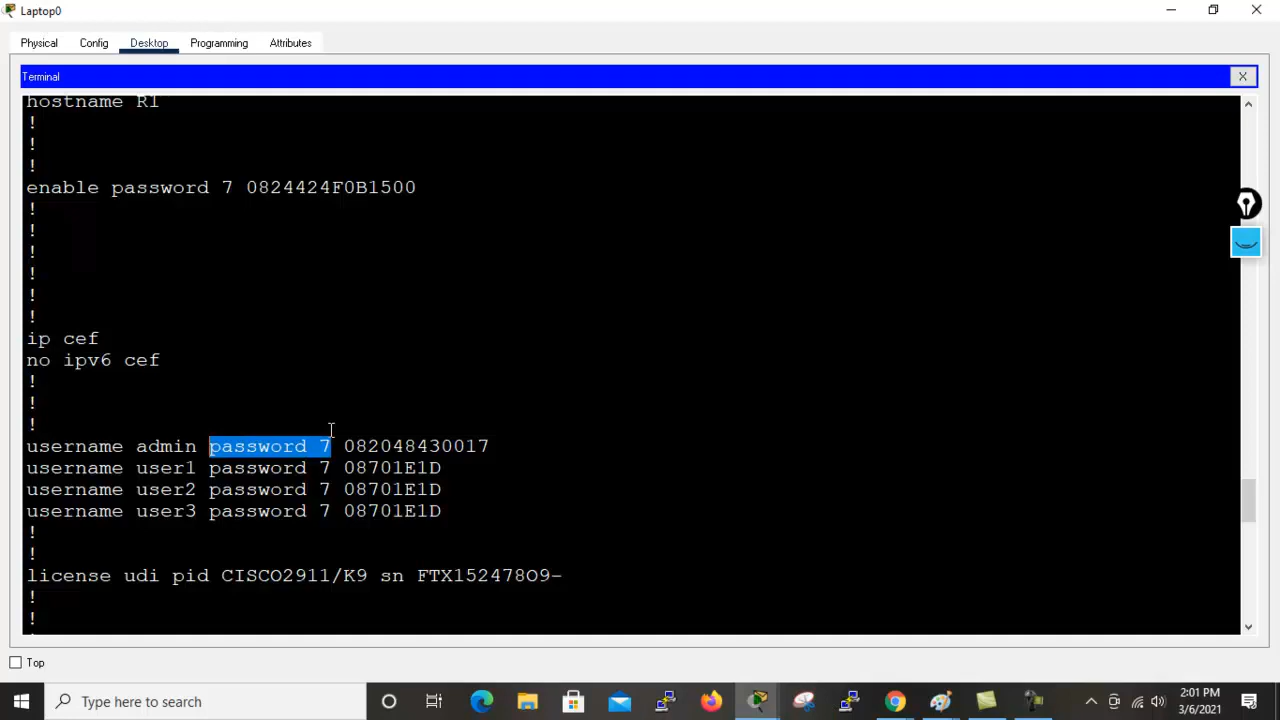 Laptop0
Physical Config Desktop Programming Attributes
Terminal X
hostname R1
!
!
!
enable password 7 0824424F0B1500
!
!
!
!
!
!
ip cef
no ipv6 cef
!
!
!
username admin password 7 082048430017
username user1 password 7 08701E1D
username user2 password 7 08701E1D
username user3 password 7 08701E1D
!
!
license udi pid CISCO2911/K9 sn FTX152478O9-
!
!
Top
Type here to search
2:01 PM
3/6/2021